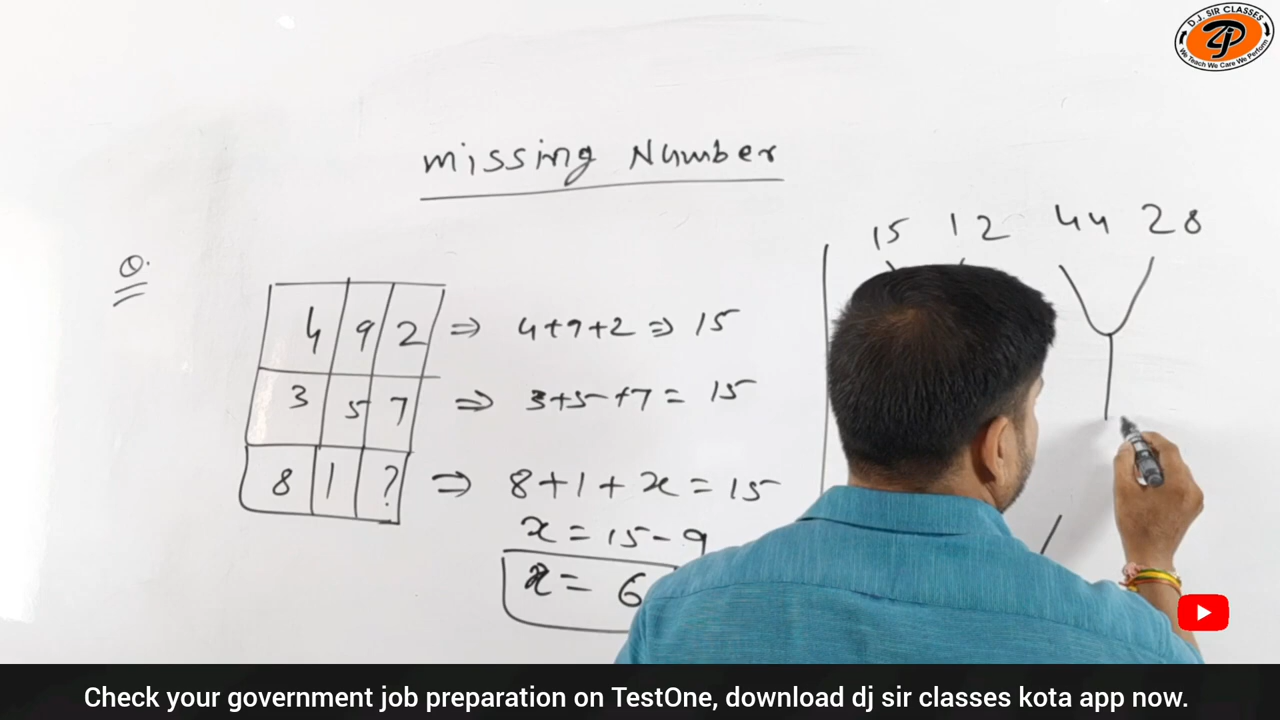 D.J. SIR CLASSES
ZJ
We Teach We Care We Perform
missing Number
Q.
4 9 2 ⇒ 4+9+2 ⇒ 15
3 5 7 ⇒ 3+5+7 = 15
8 1 ? ⇒ 8+1+x = 15
x = 15-9
x = 6
15 12 44 28
Check your government job preparation on TestOne, download dj sir classes kota app now.